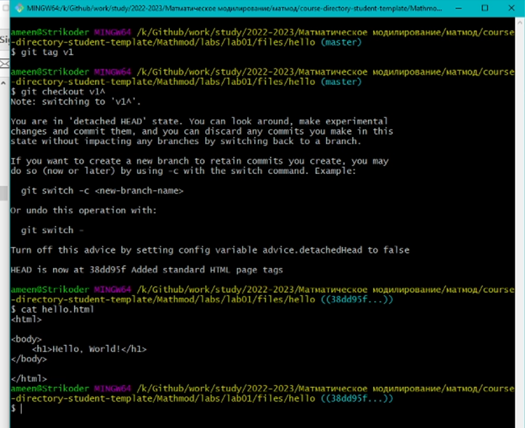 MINGW64:/k/Github/work/study/2022-2023/Матматическое модилирование/матмод/course-directory-student-template/Mathmo...
ameen@Strikoder MINGW64 /k/Github/work/study/2022-2023/Матматическое модилирование/матмод/course
-directory-student-template/Mathmod/labs/lab01/files/hello (master)
$ git tag v1
ameen@Strikoder MINGW64 /k/Github/work/study/2022-2023/Матматическое модилирование/матмод/course
-directory-student-template/Mathmod/labs/lab01/files/hello (master)
$ git checkout v1^
Note: switching to 'v1^'.
You are in 'detached HEAD' state. You can look around, make experimental
changes and commit them, and you can discard any commits you make in this
state without impacting any branches by switching back to a branch.
If you want to create a new branch to retain commits you create, you may
do so (now or later) by using -c with the switch command. Example:
git switch -c <new-branch-name>
Or undo this operation with:
git switch -
Turn off this advice by setting config variable advice.detachedHead to false
HEAD is now at 38dd95f Added standard HTML page tags
ameen@Strikoder MINGW64 /k/Github/work/study/2022-2023/Матматическое модилирование/матмод/course
-directory-student-template/Mathmod/labs/lab01/files/hello ((38dd95f...))
$ cat hello.html
<html>
<body>
<h1>Hello, World!</h1>
</body>
</html>
ameen@Strikoder MINGW64 /k/Github/work/study/2022-2023/Матматическое модилирование/матмод/course
-directory-student-template/Mathmod/labs/lab01/files/hello ((38dd95f...))
$